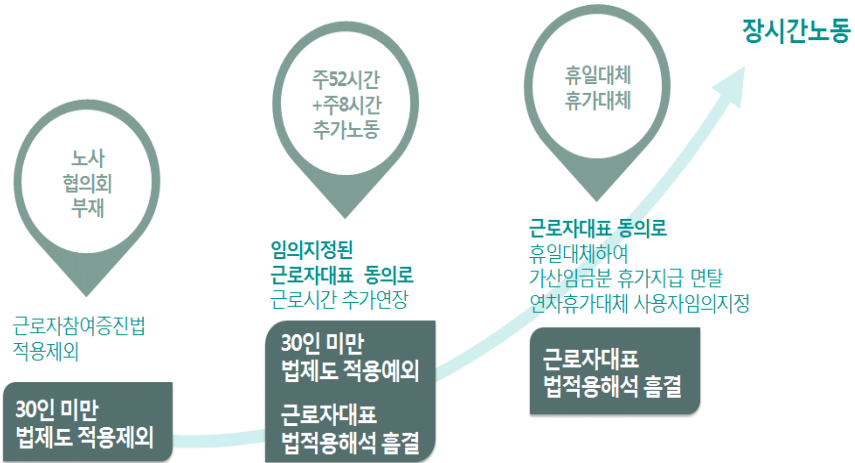 장시간노동
노사
협의회
부재
근로자참여증진법
적용제외
30인 미만
법제도 적용제외
주52시간
+주8시간
추가노동
임의지정된
근로자대표 동의로
근로시간 추가연장
30인 미만
법제도 적용예외
근로자대표
법적용해석 흠결
휴일대체
휴가대체
근로자대표 동의로
휴일대체하여
가산임금분 휴가지급 면탈
연차휴가대체 사용자임의지정
근로자대표
법적용해석 흠결